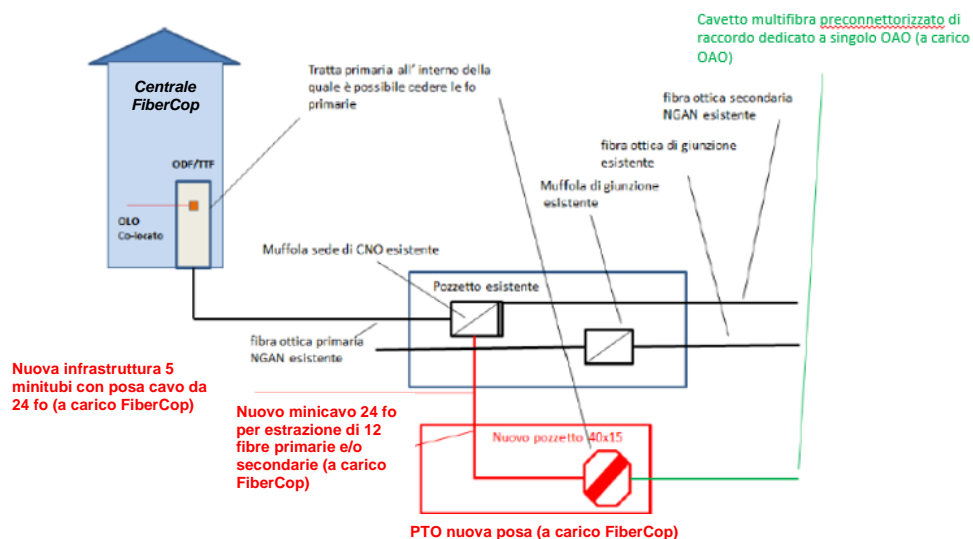 Cavetto multifibra preconnettorizzato di
raccordo dedicato a singolo OAO (a carico
OAO)
Centrale
FiberCop
Tratta primaria all' interno della
quale è possibile cedere le fo
primarie
fibra ottica secondaria
NGAN esistente
fibra ottica di giunzione
esistente
ODF/TTF
Muffola di giunzione
esistente
OLO
Co-locato
Muffola sede di CNO esistente
Pozzetto esistente
fibra ottica primaria
NGAN esistente
Nuova infrastruttura 5
minitubi con posa cavo da
24 fo (a carico FiberCop)
Nuovo minicavo 24 fo
per estrazione di 12
fibre primarie e/o
secondarie (a carico
FiberCop)
Nuovo pozzetto 40x15
PTO nuova posa (a carico FiberCop)